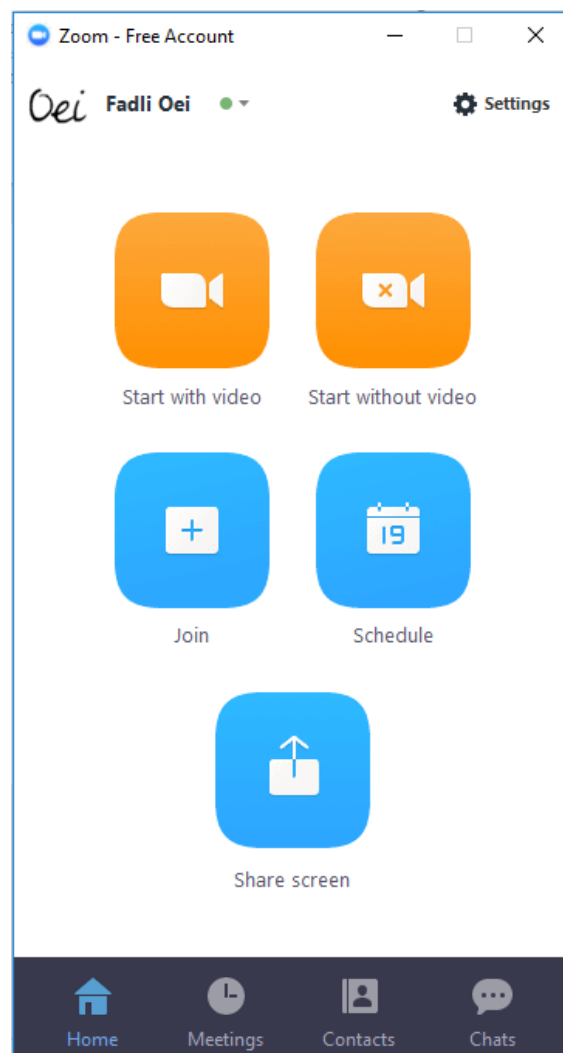 Zoom - Free Account
Oei Fadli Oei Settings
Start with video Start without video
19
Join Schedule
Share screen
Home Meetings Contacts Chats